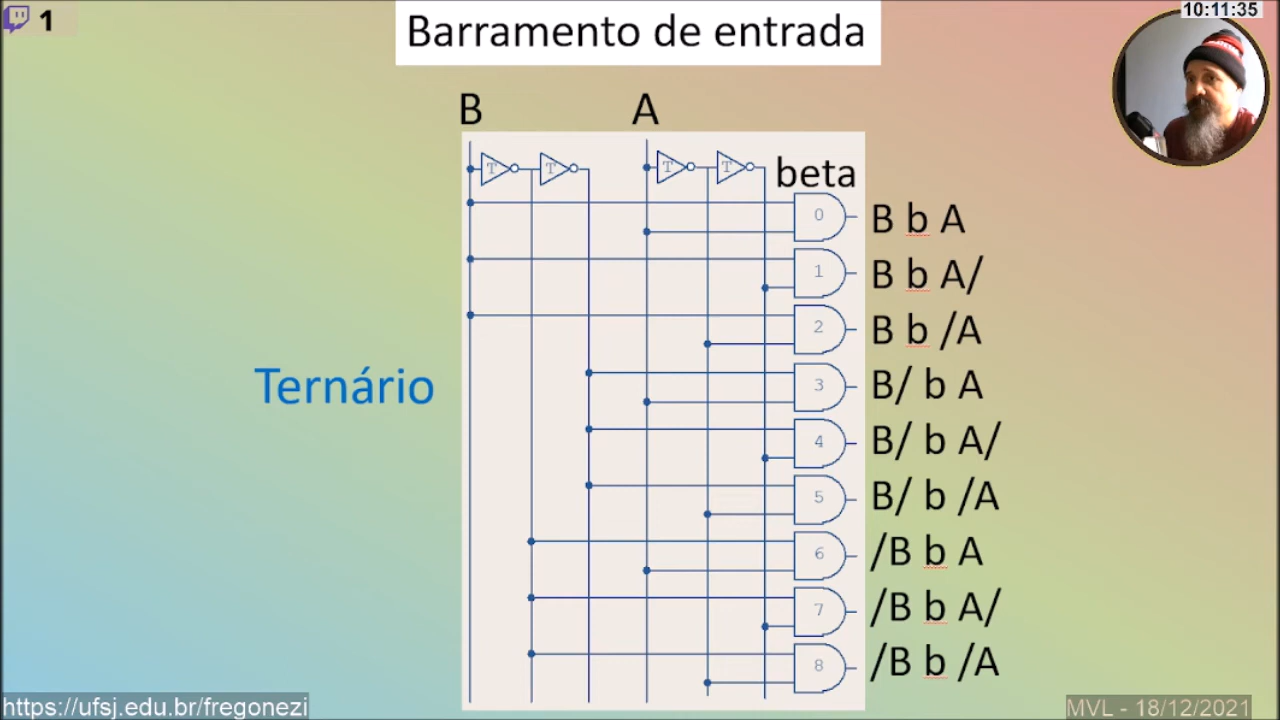 1
10:11:35
Barramento de entrada
B A
T T T T
beta
0 B b A
1 B b A/
2 B b /A
Ternário
3 B/ b A
4 B/ b A/
5 B/ b /A
6 /B b A
7 /B b A/
8 /B b /A
https://ufsj.edu.br/fregonezi
MVL - 18/12/2021